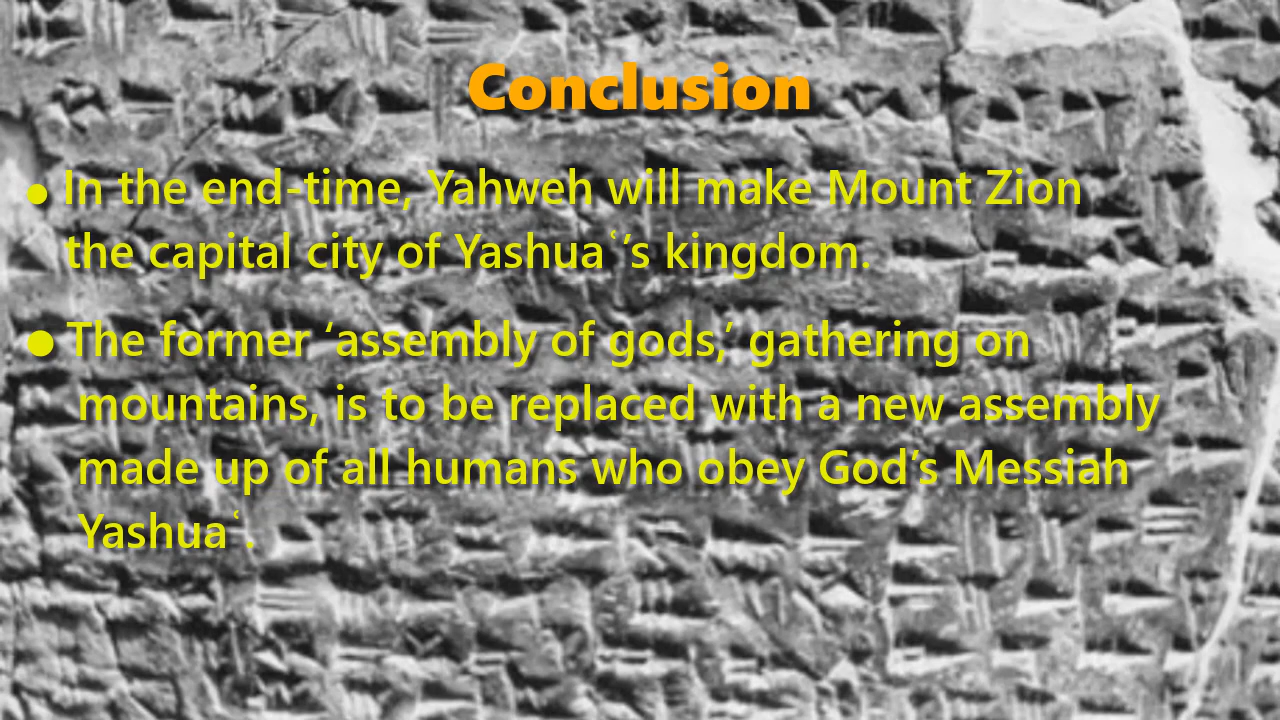 Conclusion
● In the end-time, Yahweh will make Mount Zion
the capital city of Yashuaʿ’s kingdom.
● The former ‘assembly of gods,’ gathering on
mountains, is to be replaced with a new assembly
made up of all humans who obey God’s Messiah
Yashuaʿ.